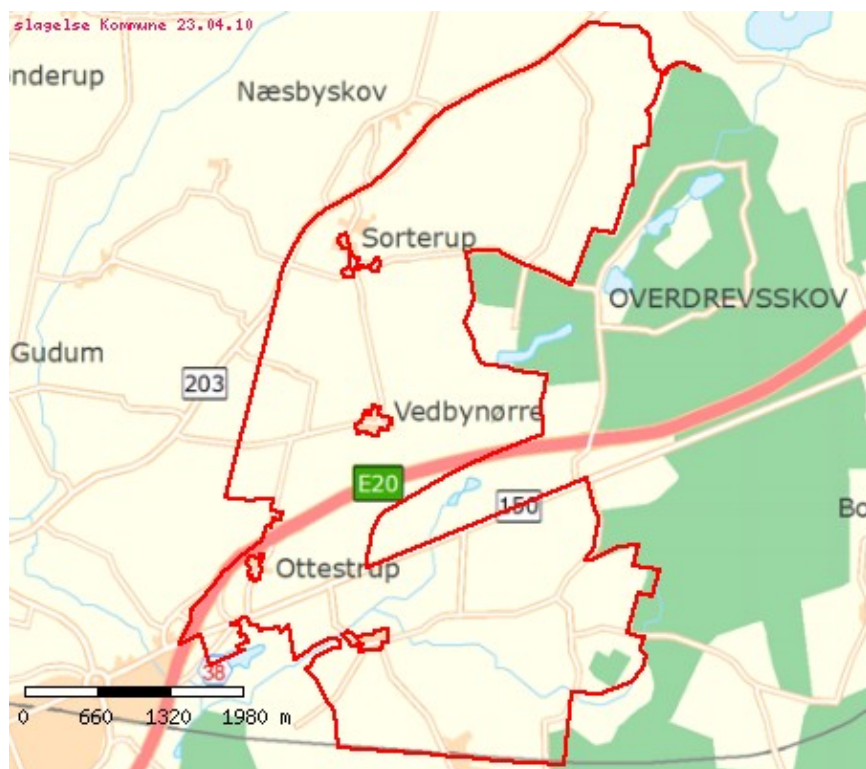 slagelse Kommune 23.04.10
nderup
Næsbyskov
Sorterup
OVERDREVSSKOV
Gudum
203
Vedbynørre
E20
150
Bo
Ottestrup
38
0 660 1320 1980 m